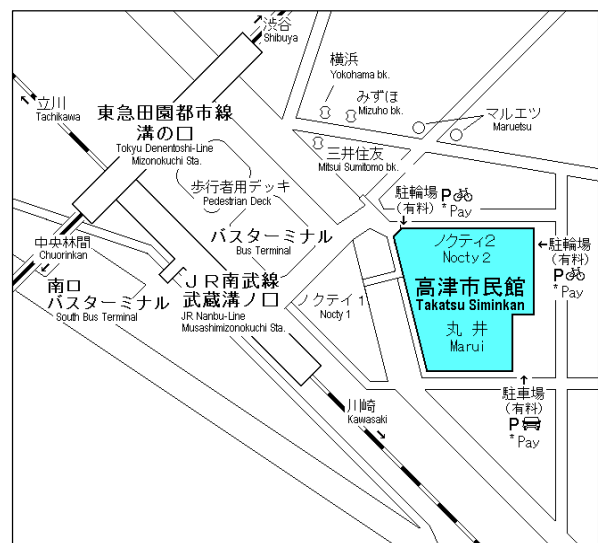 渋谷
Shibuya
横浜
Yokohama bk.
みずほ
Mizuho bk.
マルエツ
Maruetsu
立川
Tachikawa
東急田園都市線
溝の口
Tokyu Denentoshi-Line
Mizonokuchi Sta.
三井住友
Mitsui Sumitomo bk.
歩行者用デッキ
Pedestrian Deck
駐輪場
(有料)
P
* Pay
バスターミナル
Bus Terminal
中央林間
Chuorinkan
ノクティ2
Nocty 2
駐輪場
(有料)
P
* Pay
南口
バスターミナル
South Bus Terminal
JR南武線
武蔵溝ノ口
JR Nanbu-Line
Musashimizonokuchi Sta.
ノクティ1
Nocty 1
高津市民館
Takatsu Siminkan
丸井
Marui
川崎
Kawasaki
駐車場
(有料)
P
* Pay